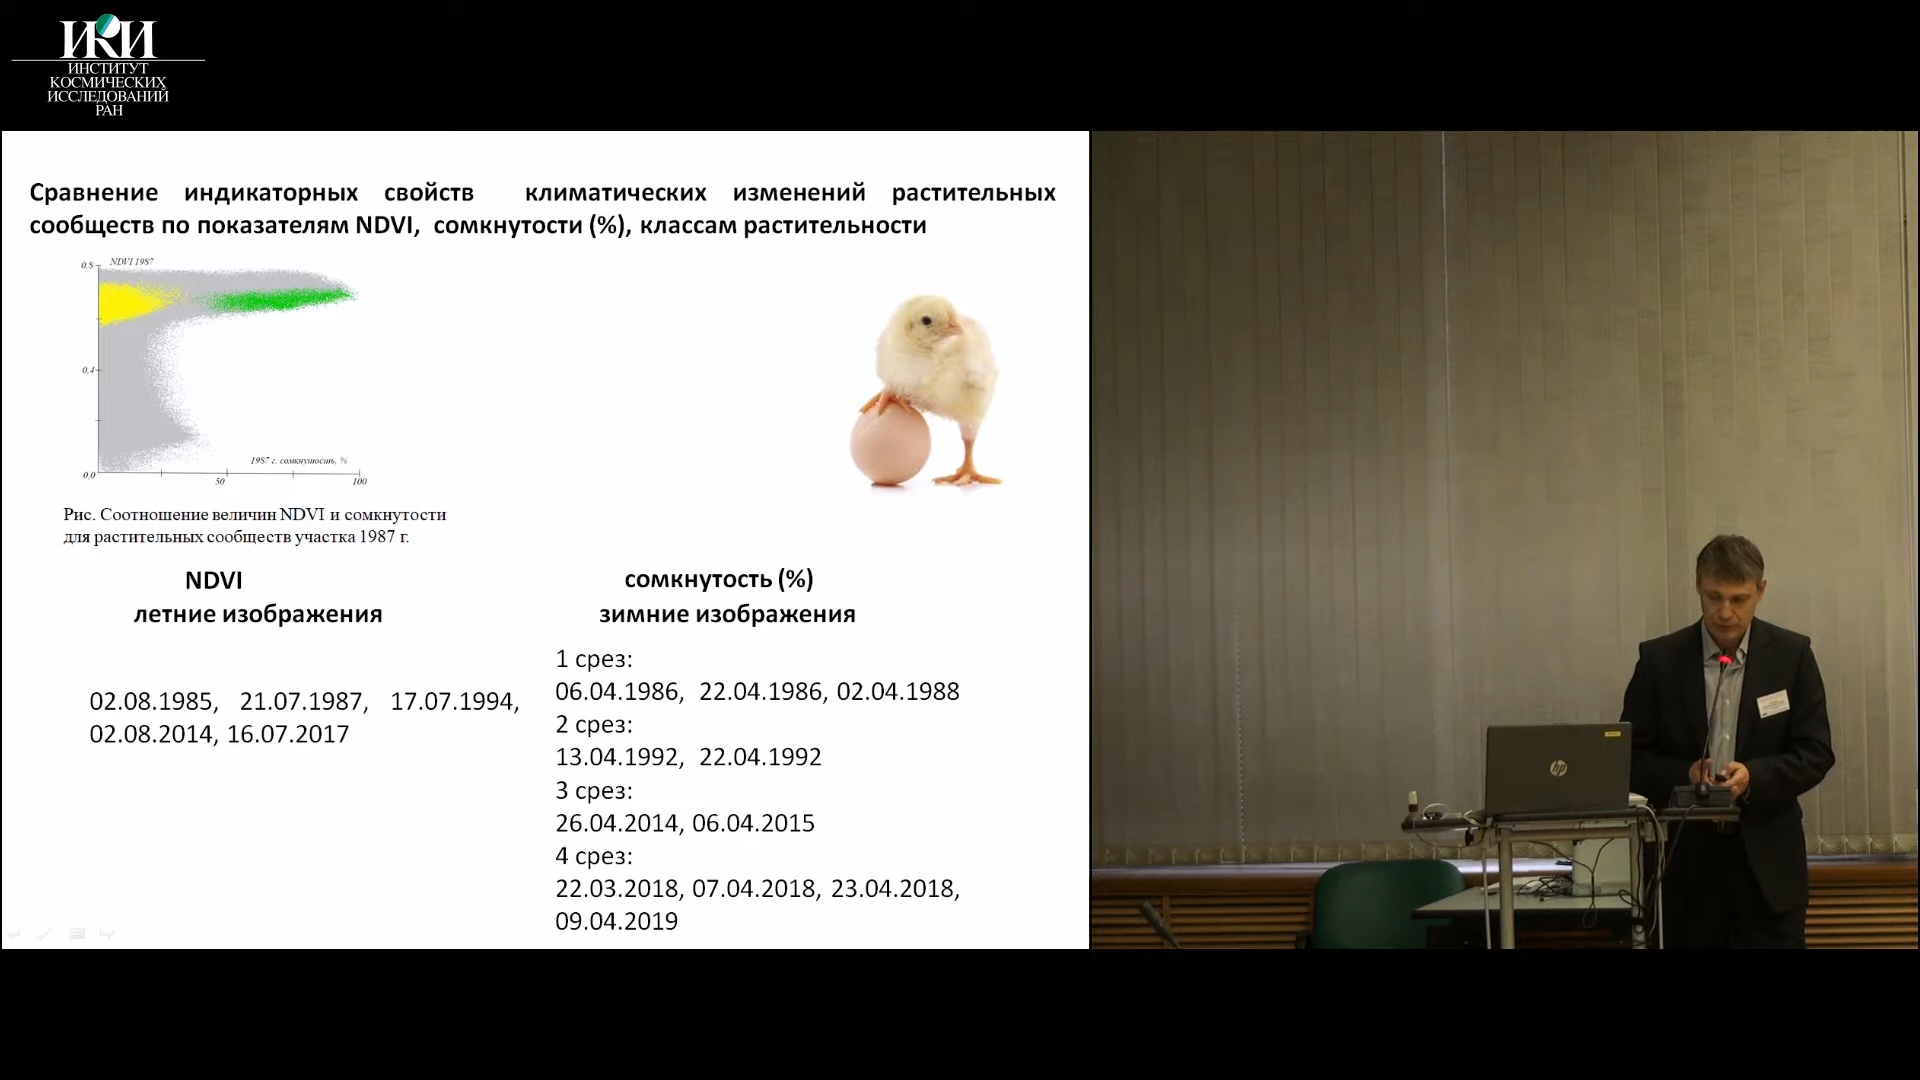 ИКИ
ИНСТИТУТ
КОСМИЧЕСКИХ
ИССЛЕДОВАНИЙ
РАН
Сравнение индикаторных свойств климатических изменений растительных
сообществ по показателям NDVI, сомкнутости (%), классам растительности
0,8
NDVI 1987
0,4
1987 г. сомкнутость, %
0,0
50
100
Рис. Соотношение величин NDVI и сомкнутости
для растительных сообществ участка 1987 г.
NDVI
летние изображения
02.08.1985, 21.07.1987, 17.07.1994,
02.08.2014, 16.07.2017
сомкнутость (%)
зимние изображения
1 срез:
06.04.1986, 22.04.1986, 02.04.1988
2 срез:
13.04.1992, 22.04.1992
3 срез:
26.04.2014, 06.04.2015
4 срез:
22.03.2018, 07.04.2018, 23.04.2018,
09.04.2019
hp